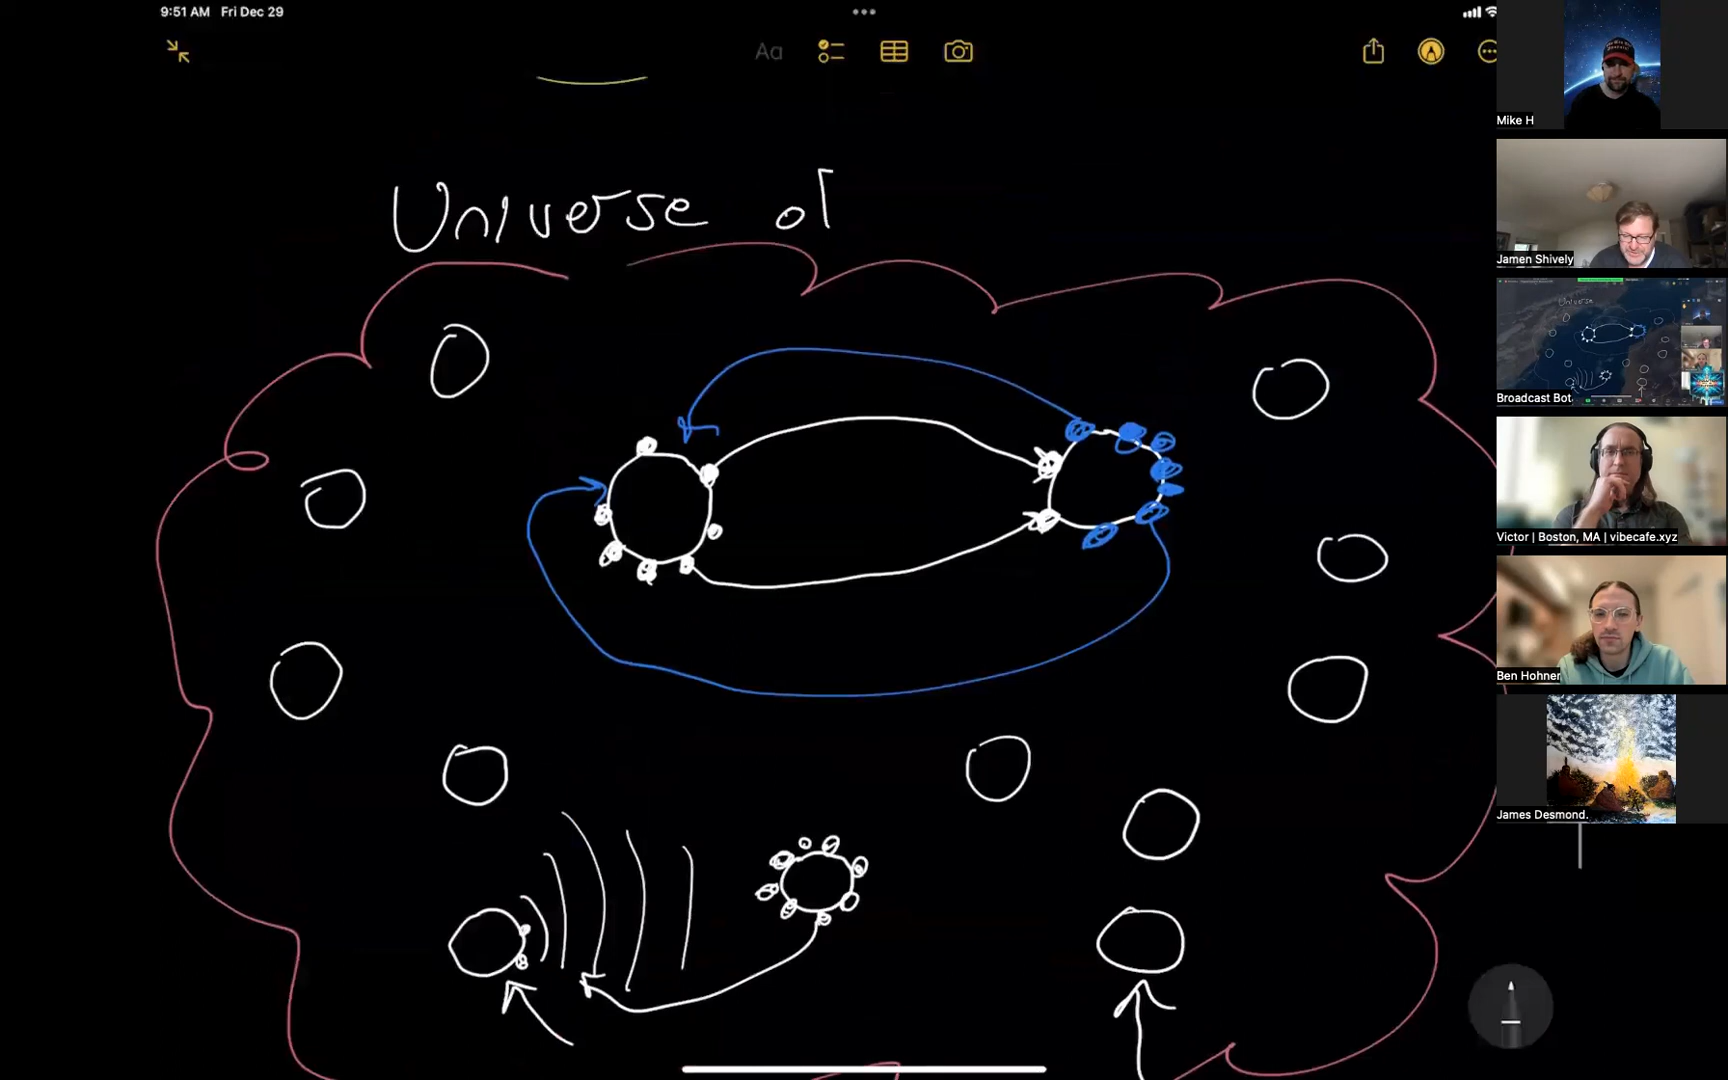 9:51 AM Fri Dec 29
Aa
Universe of
Mike H
Jamen Shively
Broadcast Bot
Victor | Boston, MA | vibecafe.xyz
Ben Hohner
James Desmond.